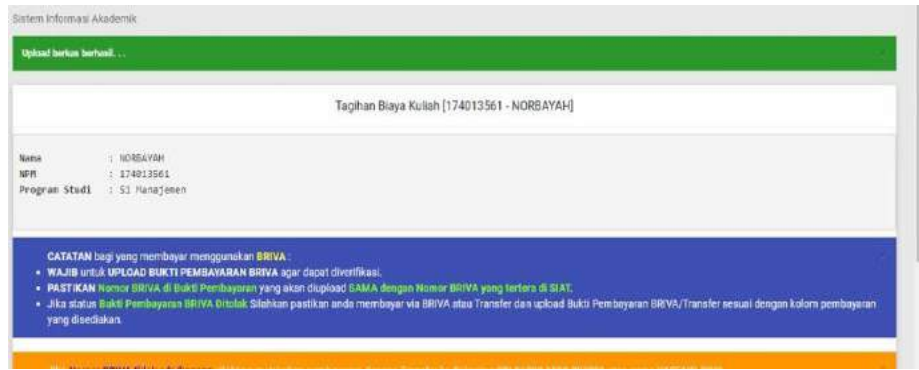 Sistem Informasi Akademik
Upload berkas berhasil. . .
Tagihan Biaya Kuliah [174013561 - NORBAYAH]
Nama : NORBAYAH
NPM : 174013561
Program Studi : S1 Manajemen
CATATAN bagi yang membayar menggunakan BRIVA :
• WAJIB untuk UPLOAD BUKTI PEMBAYARAN BRIVA agar dapat diverifikasi.
• PASTIKAN Nomor BRIVA di Bukti Pembayaran yang akan diupload SAMA dengan Nomor BRIVA yang tertera di SIAT.
• Jika status Bukti Pembayaran BRIVA Ditolak Silahkan pastikan anda membayar via BRIVA atau Transfer dan upload Bukti Pembayaran BRIVA/Transfer sesuai dengan kolom pembayaran
yang disediakan.